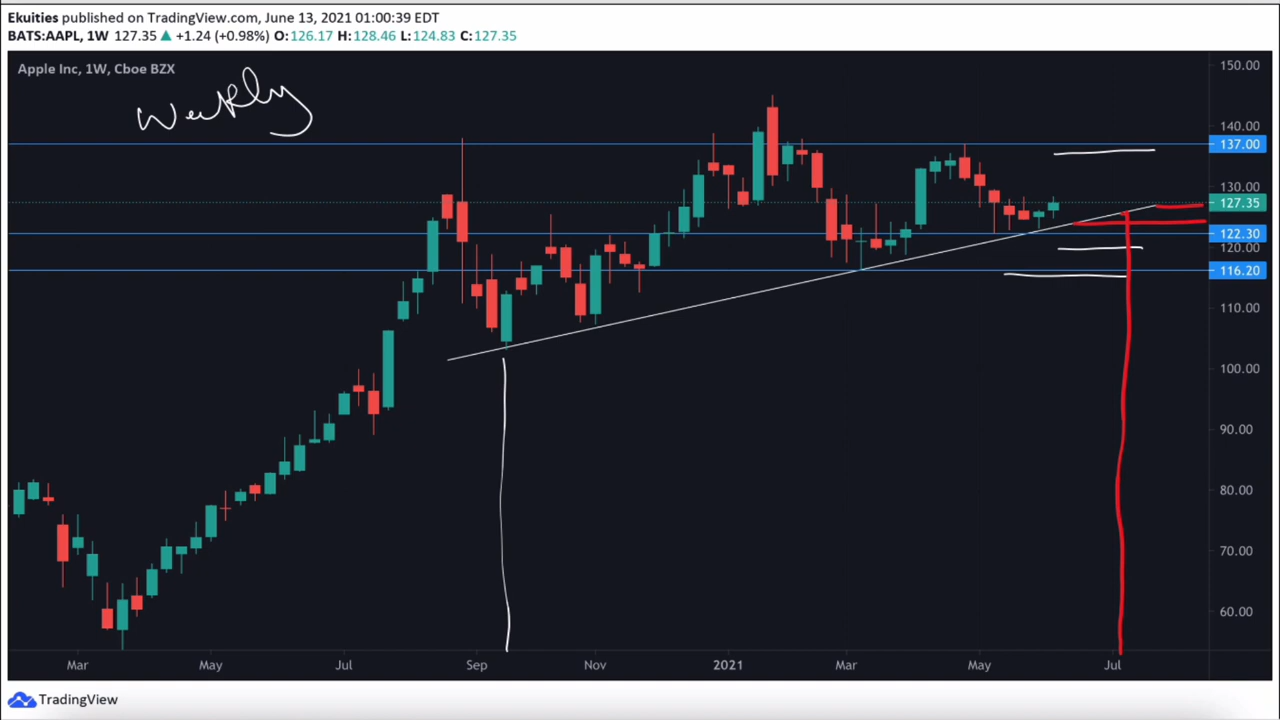 Ekuities published on TradingView.com, June 13, 2021 01:00:39 EDT
BATS:AAPL, 1W 127.35 ▲ +1.24 (+0.98%) O:126.17 H:128.46 L:124.83 C:127.35
Apple Inc, 1W, Cboe BZX
Weekly
150.00
140.00
137.00
130.00
127.35
122.30
120.00
116.20
110.00
100.00
90.00
80.00
70.00
60.00
Mar May Jul Sep Nov 2021 Mar May Jul
TradingView